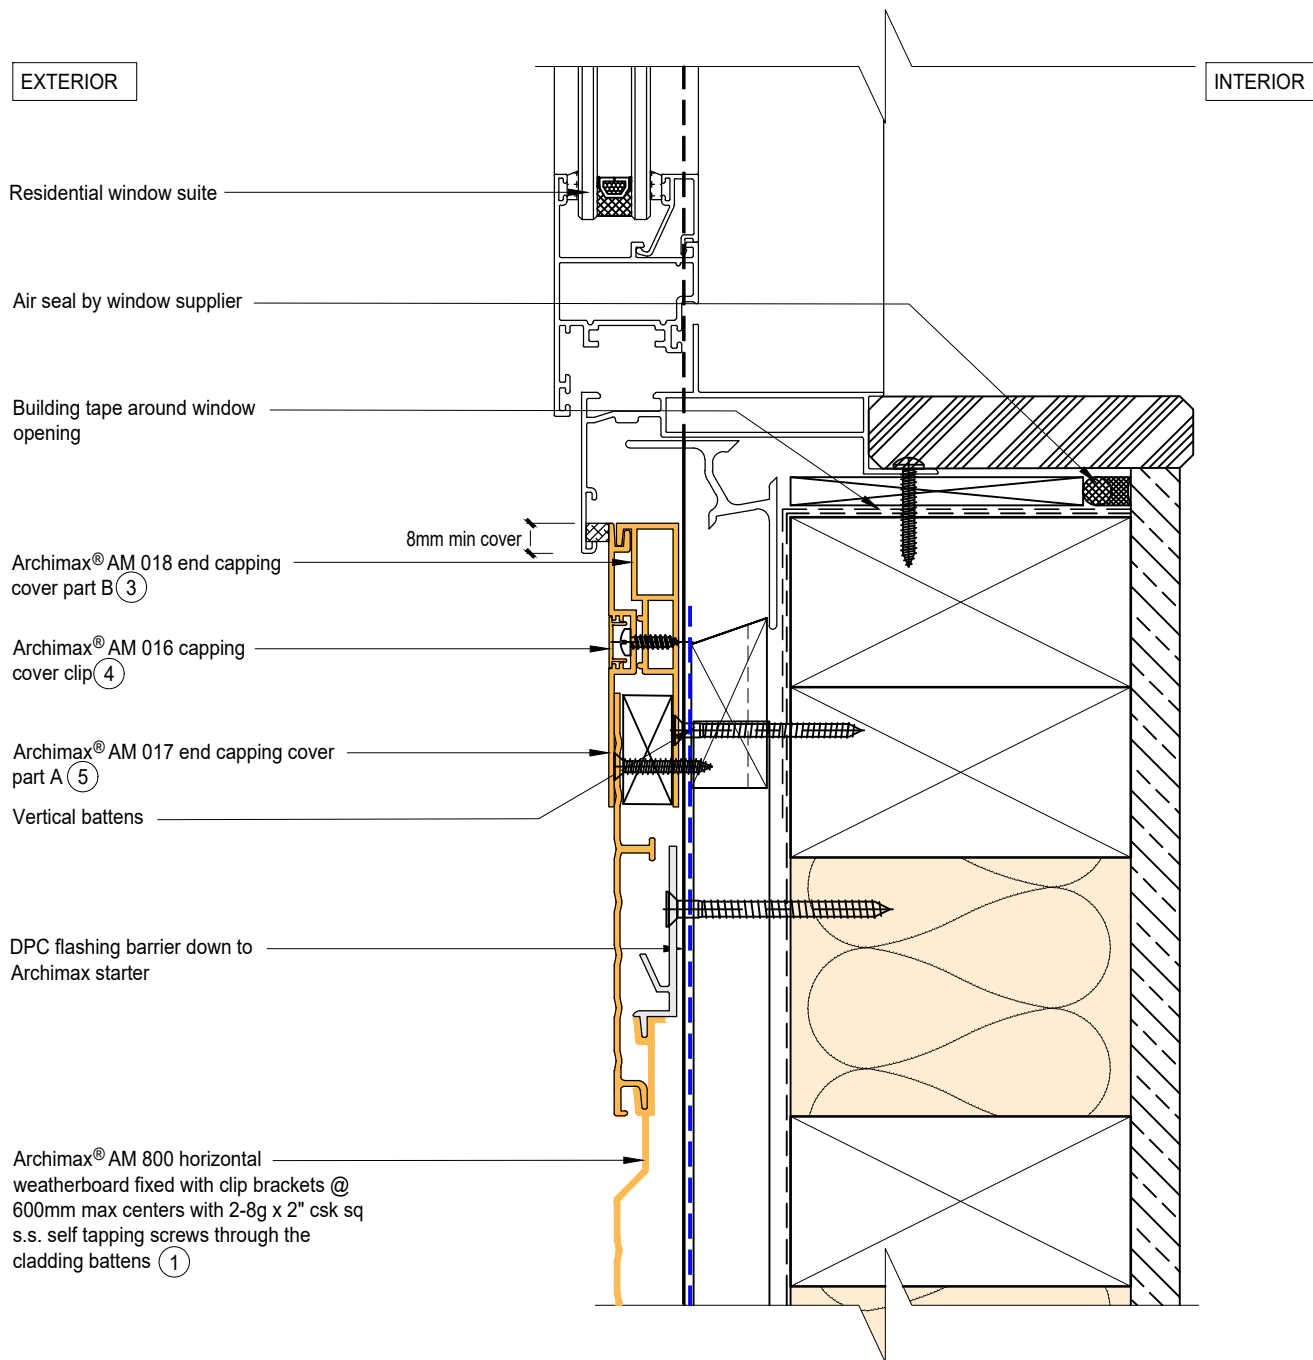 EXTERIOR
INTERIOR
Residential window suite
Air seal by window supplier
Building tape around window
opening
8mm min cover
Archimax® AM 018 end capping
cover part B 3
Archimax® AM 016 capping
cover clip 4
Archimax® AM 017 end capping cover
part A 5
Vertical battens
DPC flashing barrier down to
Archimax starter
Archimax® AM 800 horizontal
weatherboard fixed with clip brackets @
600mm max centers with 2-8g x 2" csk sq
s.s. self tapping screws through the
cladding battens 1